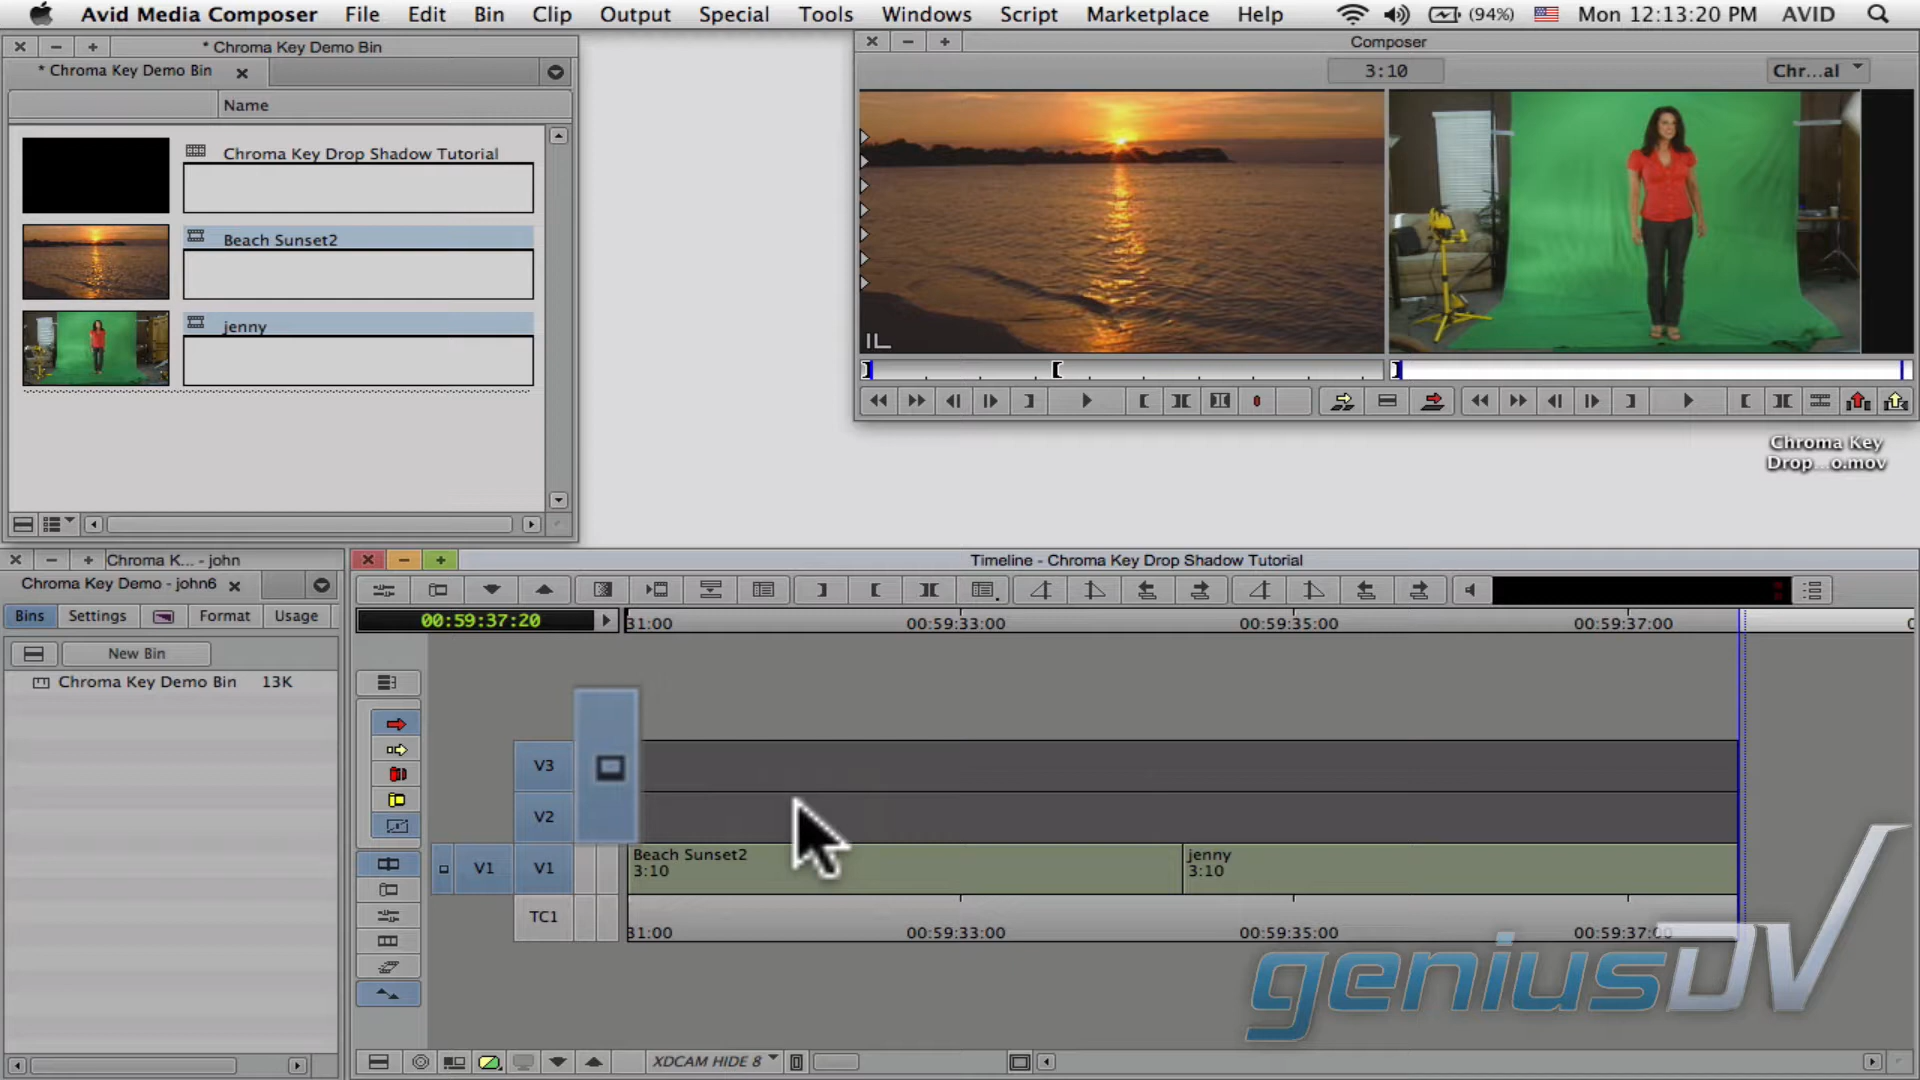 Avid Media Composer File Edit Bin Clip Output Special Tools Windows Script Marketplace Help (94%) Mon 12:13:20 PM AVID
* Chroma Key Demo Bin
* Chroma Key Demo Bin
Name
Chroma Key Drop Shadow Tutorial
Beach Sunset2
jenny
Composer
3:10
Chr...al
Chroma Key
Drop...o.mov
Chroma K... - john
Chroma Key Demo - john6
Bins Settings Format Usage
New Bin
Chroma Key Demo Bin 13K
Timeline - Chroma Key Drop Shadow Tutorial
00:59:37:20
31:00 00:59:33:00 00:59:35:00 00:59:37:00
V3
V2
V1 V1
Beach Sunset2
3:10
jenny
3:10
TC1
31:00 00:59:33:00 00:59:35:00 00:59:37:00
geniusDV
XDCAM HIDE 8